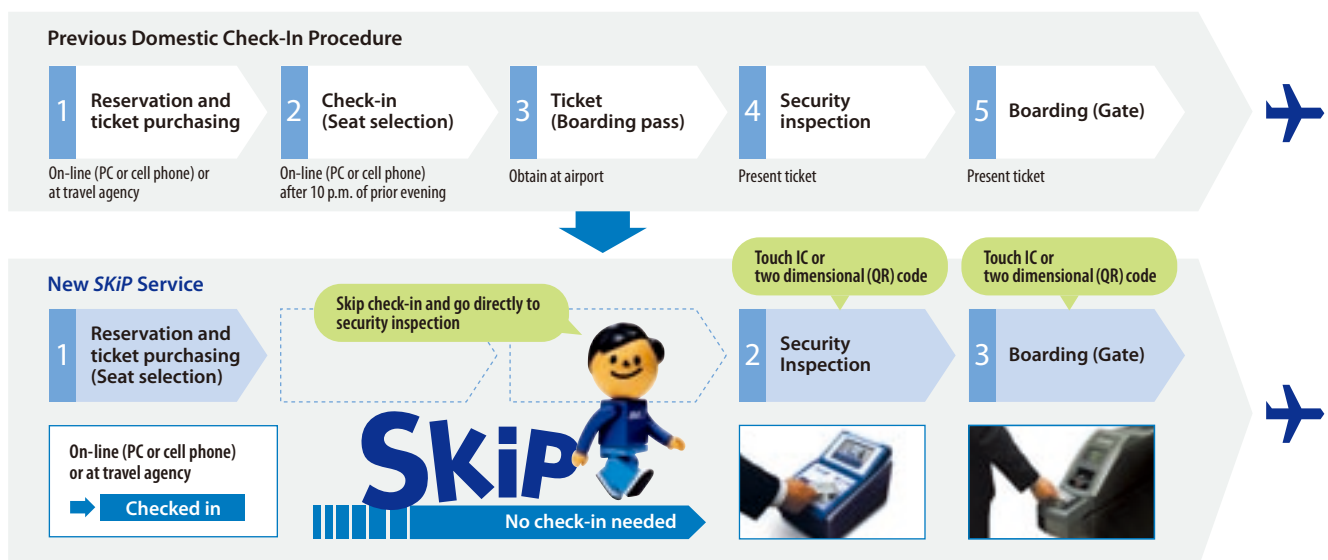 Previous Domestic Check-In Procedure
1
Reservation and
ticket purchasing
On-line (PC or cell phone) or
at travel agency
2
Check-in
(Seat selection)
On-line (PC or cell phone)
after 10 p.m. of prior evening
3
Ticket
(Boarding pass)
Obtain at airport
4
Security
inspection
Present ticket
5
Boarding (Gate)
Present ticket
New SKiP Service
1
Reservation and
ticket purchasing
(Seat selection)
On-line (PC or cell phone)
or at travel agency
Checked in
Skip check-in and go directly to
security inspection
SKiP
No check-in needed
Touch IC or
two dimensional (QR) code
2
Security
Inspection
Touch IC or
two dimensional (QR) code
3
Boarding (Gate)